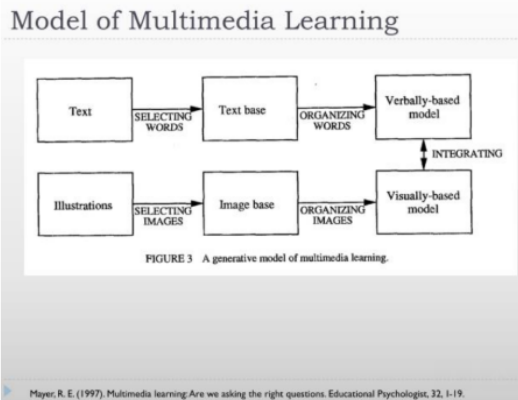 Model of Multimedia Learning
Text
SELECTING
WORDS
Text base
ORGANIZING
WORDS
Verbally-based
model
INTEGRATING
Illustrations
SELECTING
IMAGES
Image base
ORGANIZING
IMAGES
Visually-based
model
FIGURE 3 A generative model of multimedia learning.
Mayer, R. E. (1997). Multimedia learning: Are we asking the right questions. Educational Psychologist, 32, 1-19.